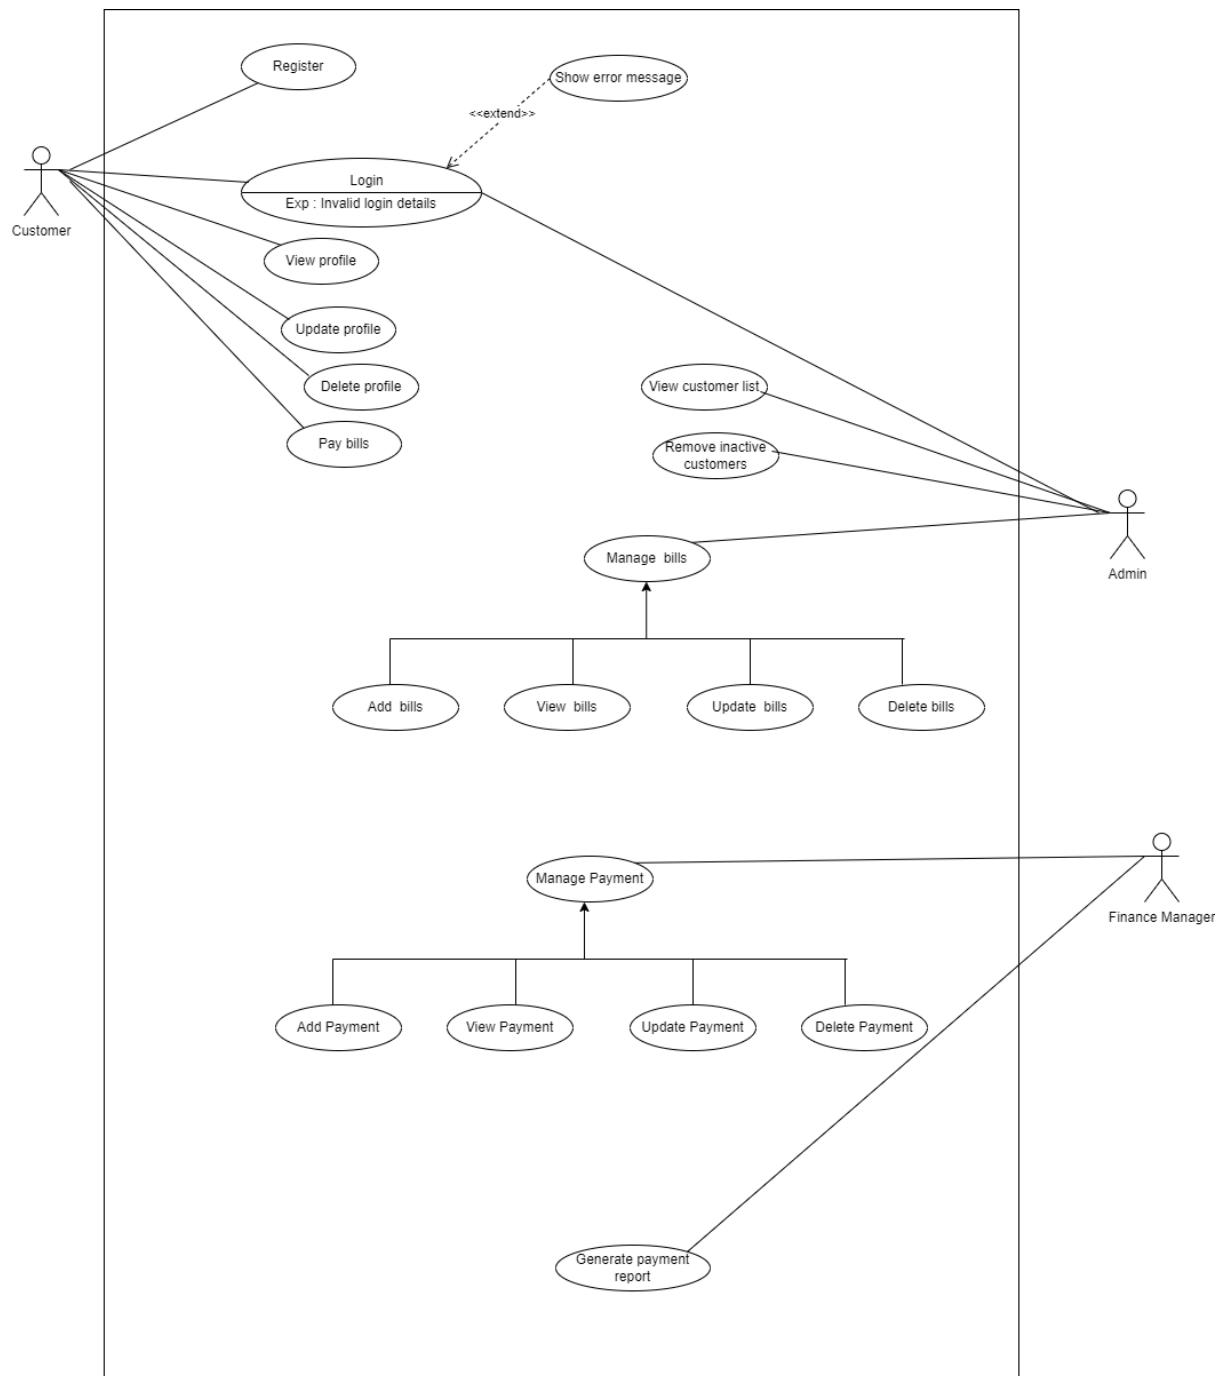 Register
Show error message
<<extend>>
Login
Exp : Invalid login details
Customer
View profile
Update profile
Delete profile
View customer list
Pay bills
Remove inactive
customers
Manage  bills
Admin
Add  bills
View  bills
Update  bills
Delete bills
Manage Payment
Finance Manager
Add Payment
View Payment
Update Payment
Delete Payment
Generate payment
report